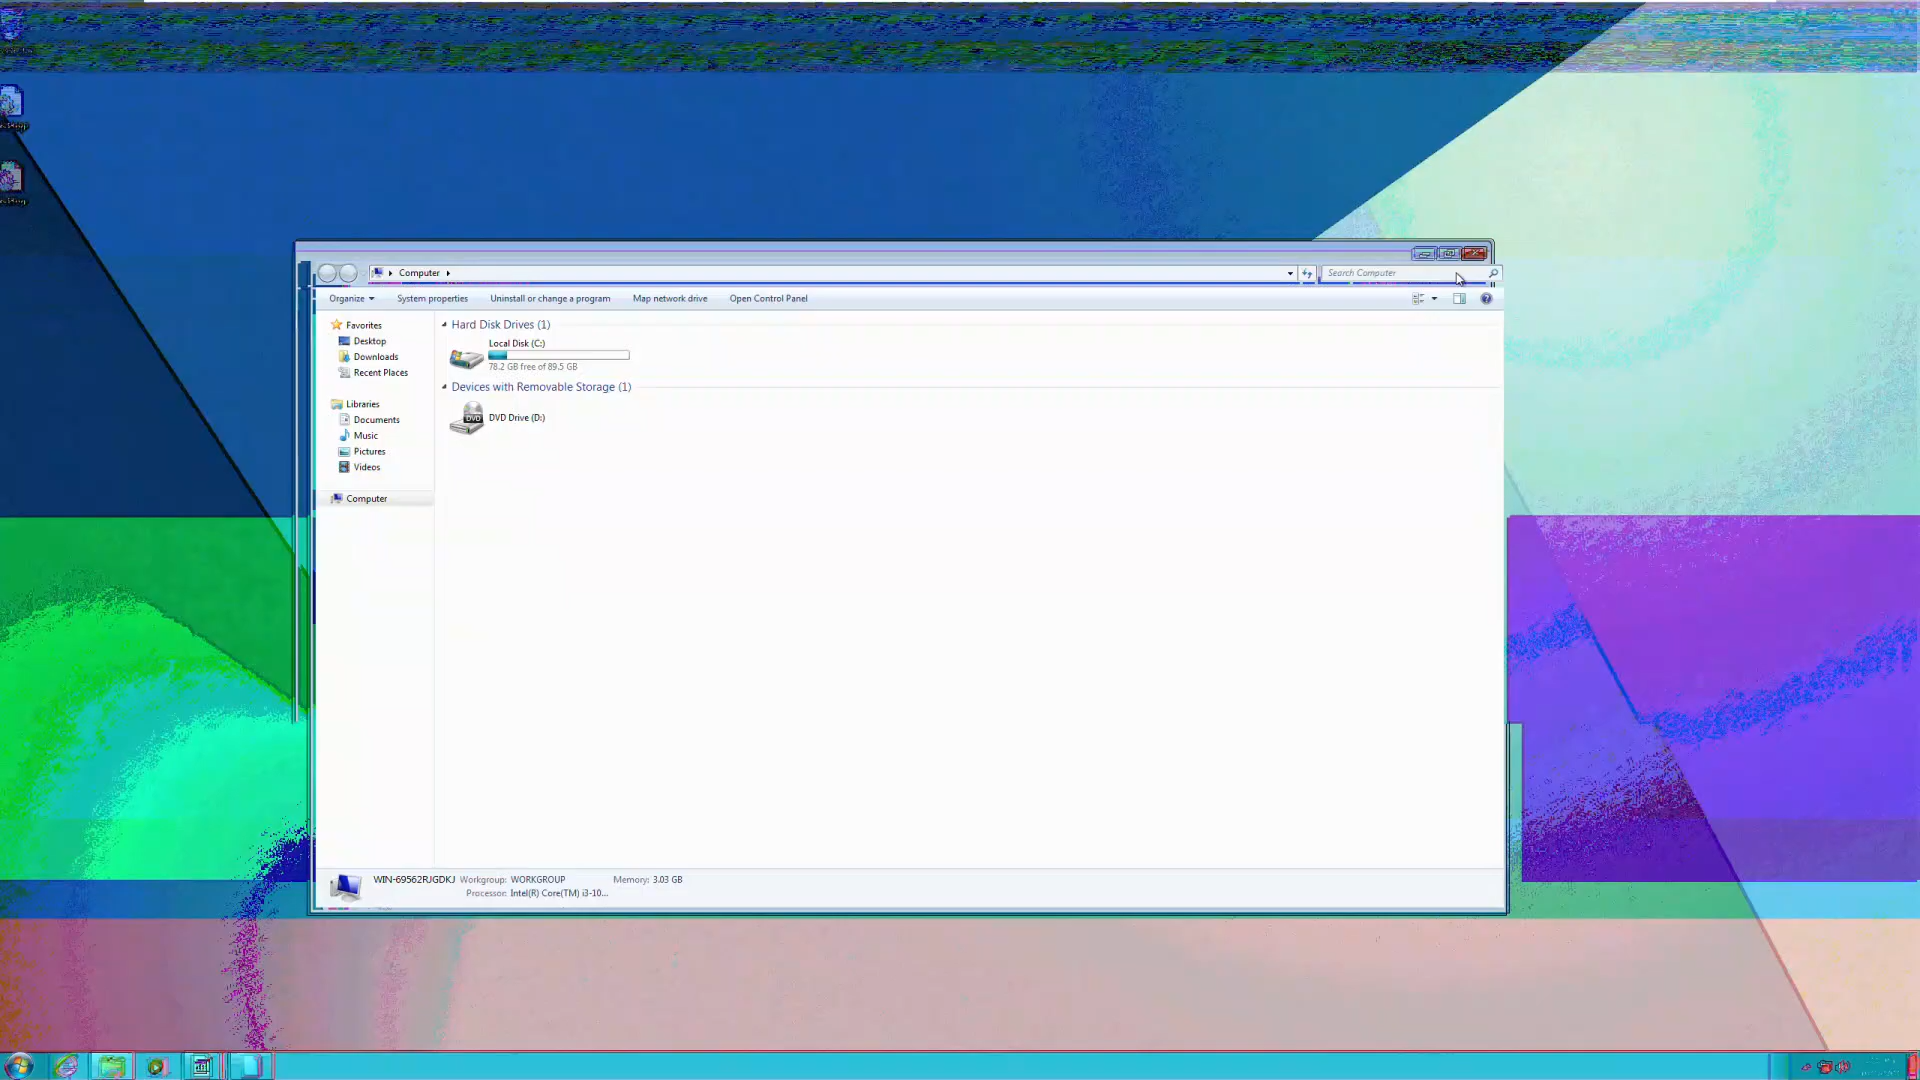 Computer
Search Computer
Organize System properties Uninstall or change a program Map network drive Open Control Panel
Favorites
Desktop
Downloads
Recent Places
Libraries
Documents
Music
Pictures
Videos
Computer
Hard Disk Drives (1)
Local Disk (C:)
78.2 GB free of 89.5 GB
Devices with Removable Storage (1)
DVD
DVD Drive (D:)
WIN-69562RJGDKJ Workgroup: WORKGROUP Memory: 3.03 GB
Processor: Intel(R) Core(TM) i3-10...